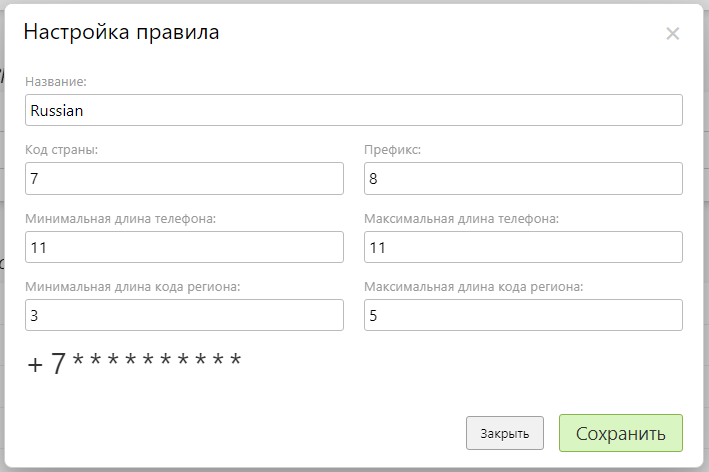 Настройка правила ×
Название:
Russian
Код страны: Префикс:
7 8
Минимальная длина телефона: Максимальная длина телефона:
11 11
Минимальная длина кода региона: Максимальная длина кода региона:
3 5
+ 7 * * * * * * * * * *
Закрыть Сохранить